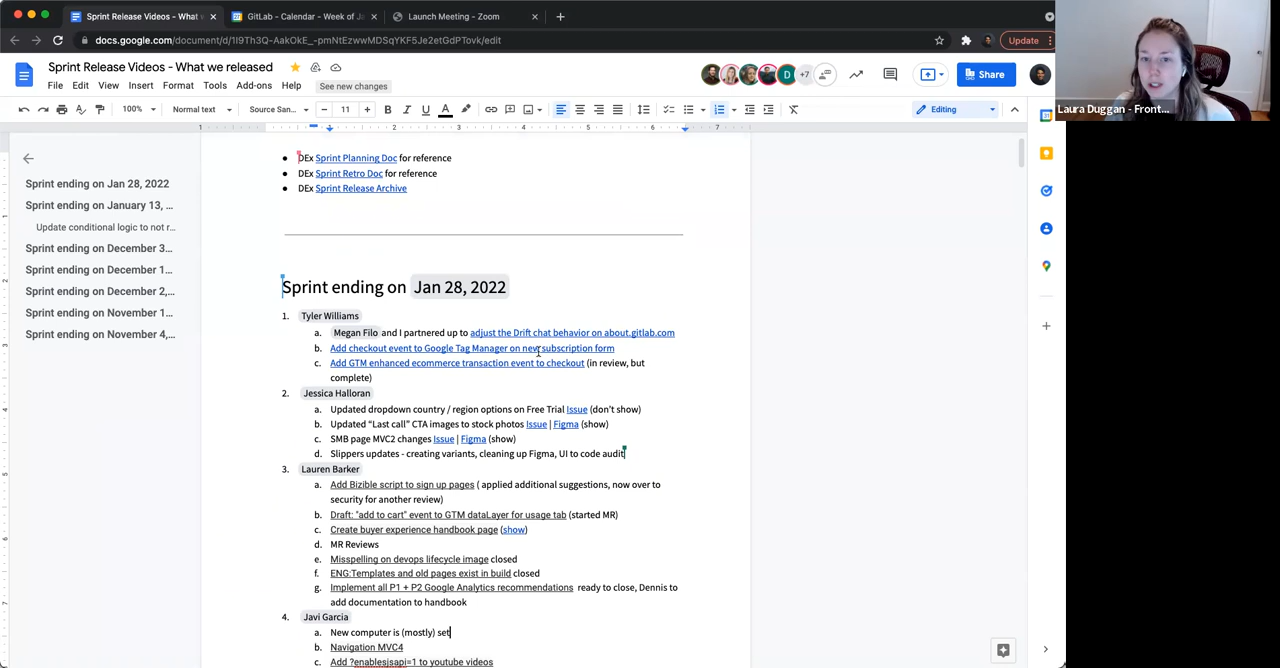 Sprint Release Videos - What w
GitLab - Calendar - Week of Ja
Launch Meeting - Zoom
docs.google.com/document/d/1I9Th3Q-AakOkE_-pmNtEzwwMDSqYKF5Je2etGdPTovk/edit
Update
Sprint Release Videos - What we released
File Edit View Insert Format Tools Add-ons Help
See new changes
D
+7
Share
100%
Normal text
Source San...
11
B I U A
Editing
Laura Duggan - Front...
1 1 2 3 4 5 6 7
DEx Sprint Planning Doc for reference
DEx Sprint Retro Doc for reference
DEx Sprint Release Archive
Sprint ending on Jan 28, 2022
Sprint ending on January 13, ...
Update conditional logic to not r...
Sprint ending on December 3...
Sprint ending on December 1...
Sprint ending on December 2,...
Sprint ending on November 1...
Sprint ending on November 4,...
Sprint ending on Jan 28, 2022
1. Tyler Williams
a. Megan Filo and I partnered up to adjust the Drift chat behavior on about.gitlab.com
b. Add checkout event to Google Tag Manager on new subscription form
c. Add GTM enhanced ecommerce transaction event to checkout (in review, but
complete)
2. Jessica Halloran
a. Updated dropdown country / region options on Free Trial Issue (don't show)
b. Updated “Last call” CTA images to stock photos Issue | Figma (show)
c. SMB page MVC2 changes Issue | Figma (show)
d. Slippers updates - creating variants, cleaning up Figma, UI to code audit
3. Lauren Barker
a. Add Bizible script to sign up pages ( applied additional suggestions, now over to
security for another review)
b. Draft: "add to cart" event to GTM dataLayer for usage tab (started MR)
c. Create buyer experience handbook page (show)
d. MR Reviews
e. Misspelling on devops lifecycle image closed
f. ENG:Templates and old pages exist in build closed
g. Implement all P1 + P2 Google Analytics recommendations ready to close, Dennis to
add documentation to handbook
4. Javi Garcia
a. New computer is (mostly) set
b. Navigation MVC4
c. Add ?enablesjsapi=1 to youtube videos